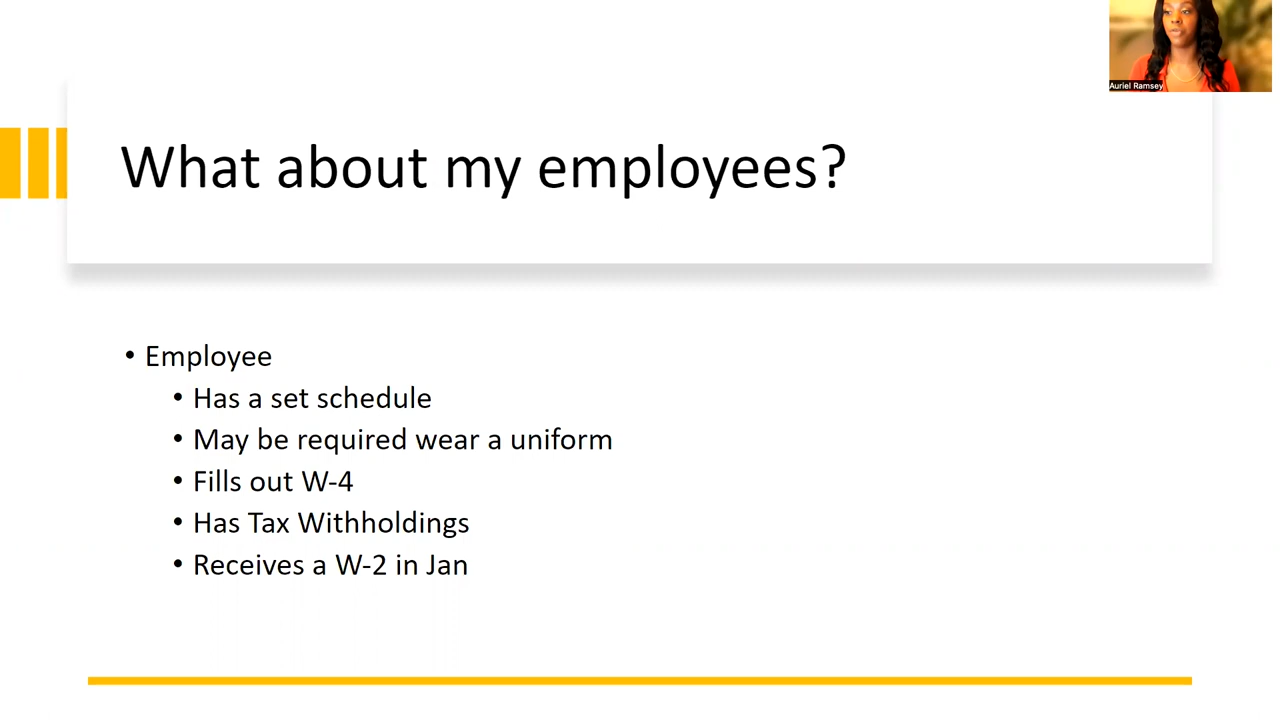 Auriel Ramsey
What about my employees?
• Employee
• Has a set schedule
• May be required wear a uniform
• Fills out W-4
• Has Tax Withholdings
• Receives a W-2 in Jan